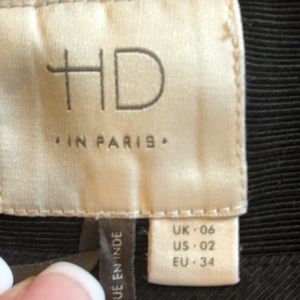 HD
• IN PARIS •
UK • 06
US • 02
EU • 34
UÉ EN INDE